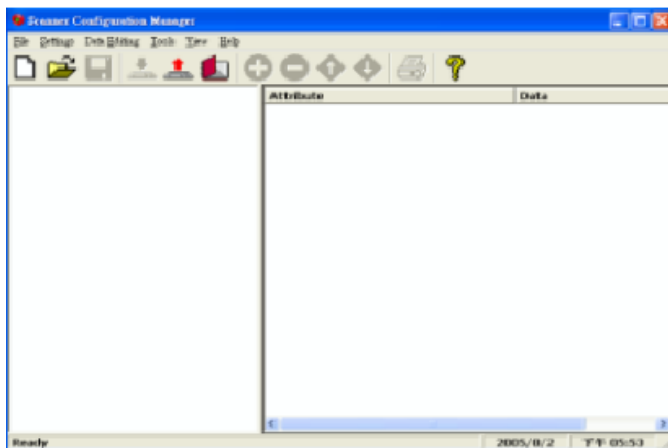 Scanner Configuration Manager
File Settings Data Editing Tools View Help
Attribute Data
Ready 2005/8/2 下午 05:53